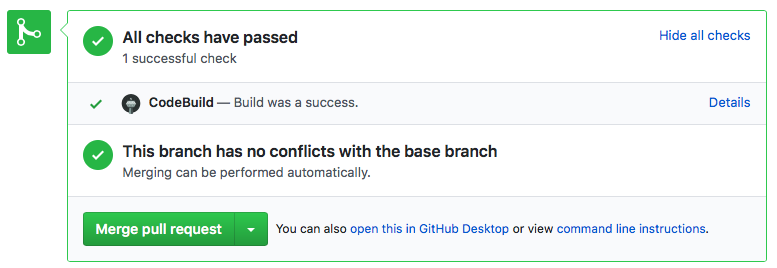 All checks have passed
Hide all checks
1 successful check
CodeBuild — Build was a success.
Details
This branch has no conflicts with the base branch
Merging can be performed automatically.
Merge pull request
You can also open this in GitHub Desktop or view command line instructions.